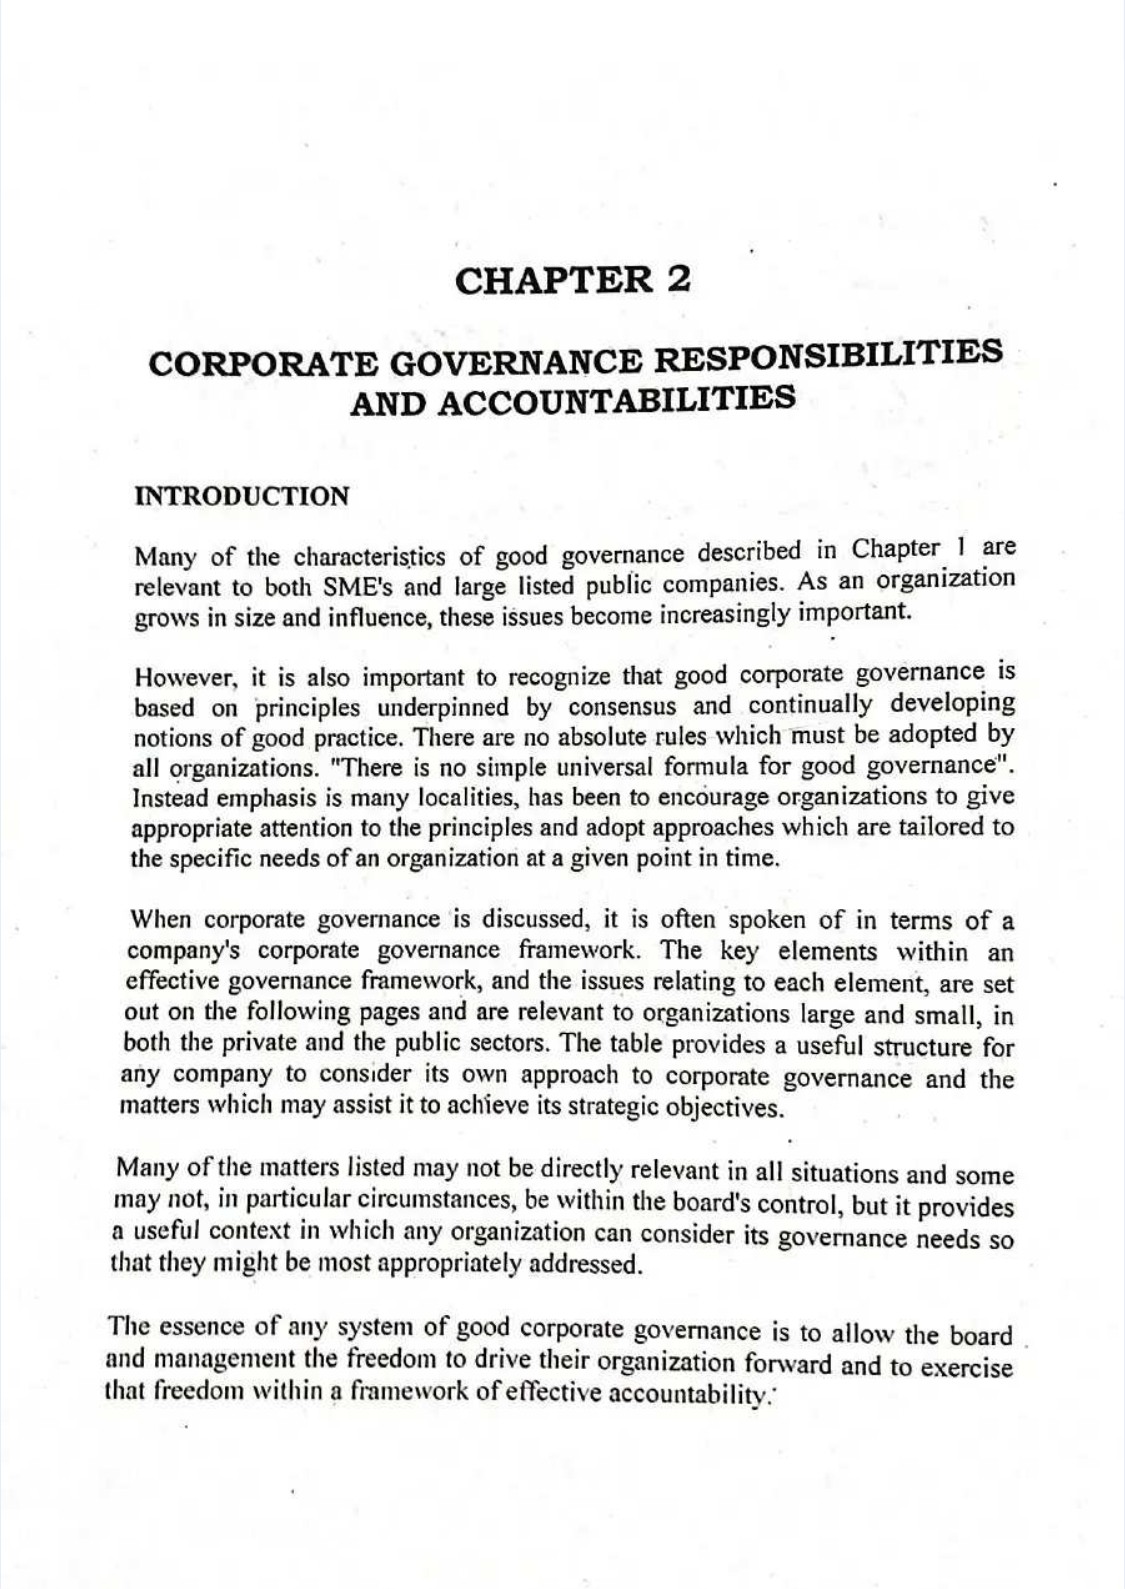 CHAPTER 2
CORPORATE GOVERNANCE RESPONSIBILITIES
AND ACCOUNTABILITIES
INTRODUCTION
Many of the characteristics of good governance described in Chapter 1 are
relevant to both SME's and large listed public companies. As an organization
grows in size and influence, these issues become increasingly important.
However, it is also important to recognize that good corporate governance is
based on principles underpinned by consensus and continually developing
notions of good practice. There are no absolute rules which must be adopted by
all organizations. "There is no simple universal formula for good governance".
Instead emphasis is many localities, has been to encourage organizations to give
appropriate attention to the principles and adopt approaches which are tailored to
the specific needs of an organization at a given point in time.
When corporate governance is discussed, it is often spoken of in terms of a
company's corporate governance framework. The key elements within an
effective governance framework, and the issues relating to each element, are set
out on the following pages and are relevant to organizations large and small, in
both the private and the public sectors. The table provides a useful structure for
any company to consider its own approach to corporate governance and the
matters which may assist it to achieve its strategic objectives.
Many of the matters listed may not be directly relevant in all situations and some
may not, in particular circumstances, be within the board's control, but it provides
a useful context in which any organization can consider its governance needs so
that they might be most appropriately addressed.
The essence of any system of good corporate governance is to allow the board
and management the freedom to drive their organization forward and to exercise
that freedom within a framework of effective accountability.